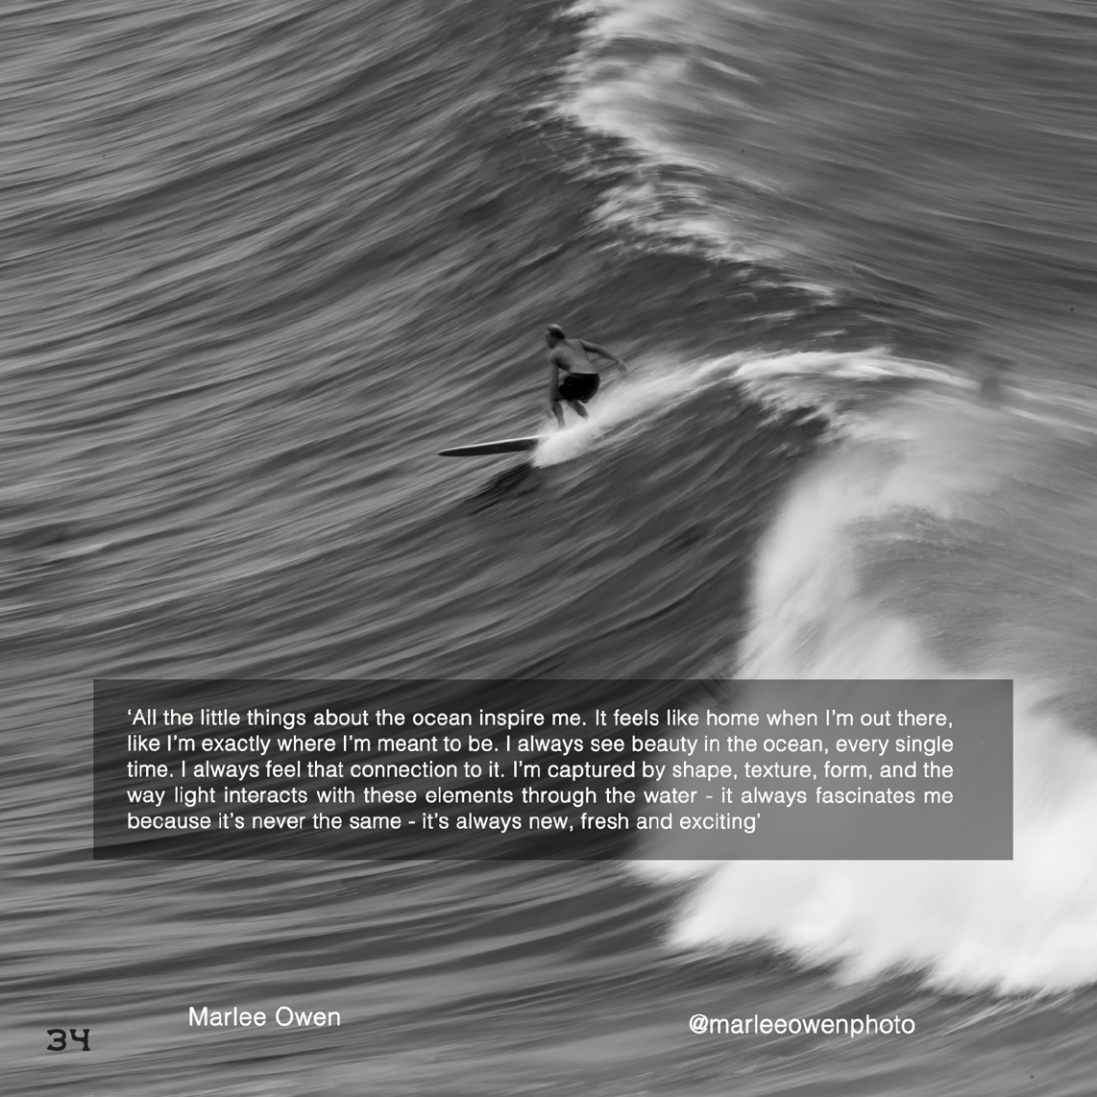 ‘All the little things about the ocean inspire me. It feels like home when I’m out there,
like I’m exactly where I’m meant to be. I always see beauty in the ocean, every single
time. I always feel that connection to it. I’m captured by shape, texture, form, and the
way light interacts with these elements through the water - it always fascinates me
because it’s never the same - it’s always new, fresh and exciting’
Marlee Owen
@marleeowenphoto
34